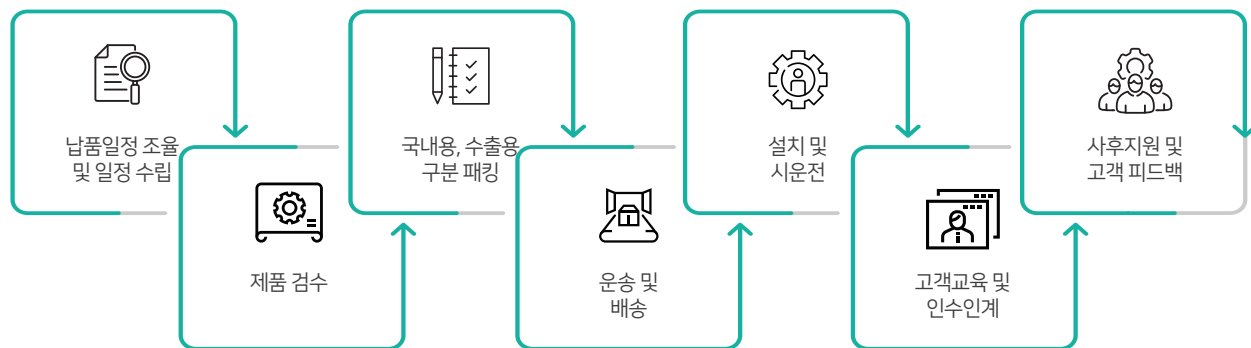 납품일정 조율
및 일정 수립
제품 검수
국내용, 수출용
구분 패킹
운송 및
배송
설치 및
시운전
고객교육 및
인수인계
사후지원 및
고객 피드백